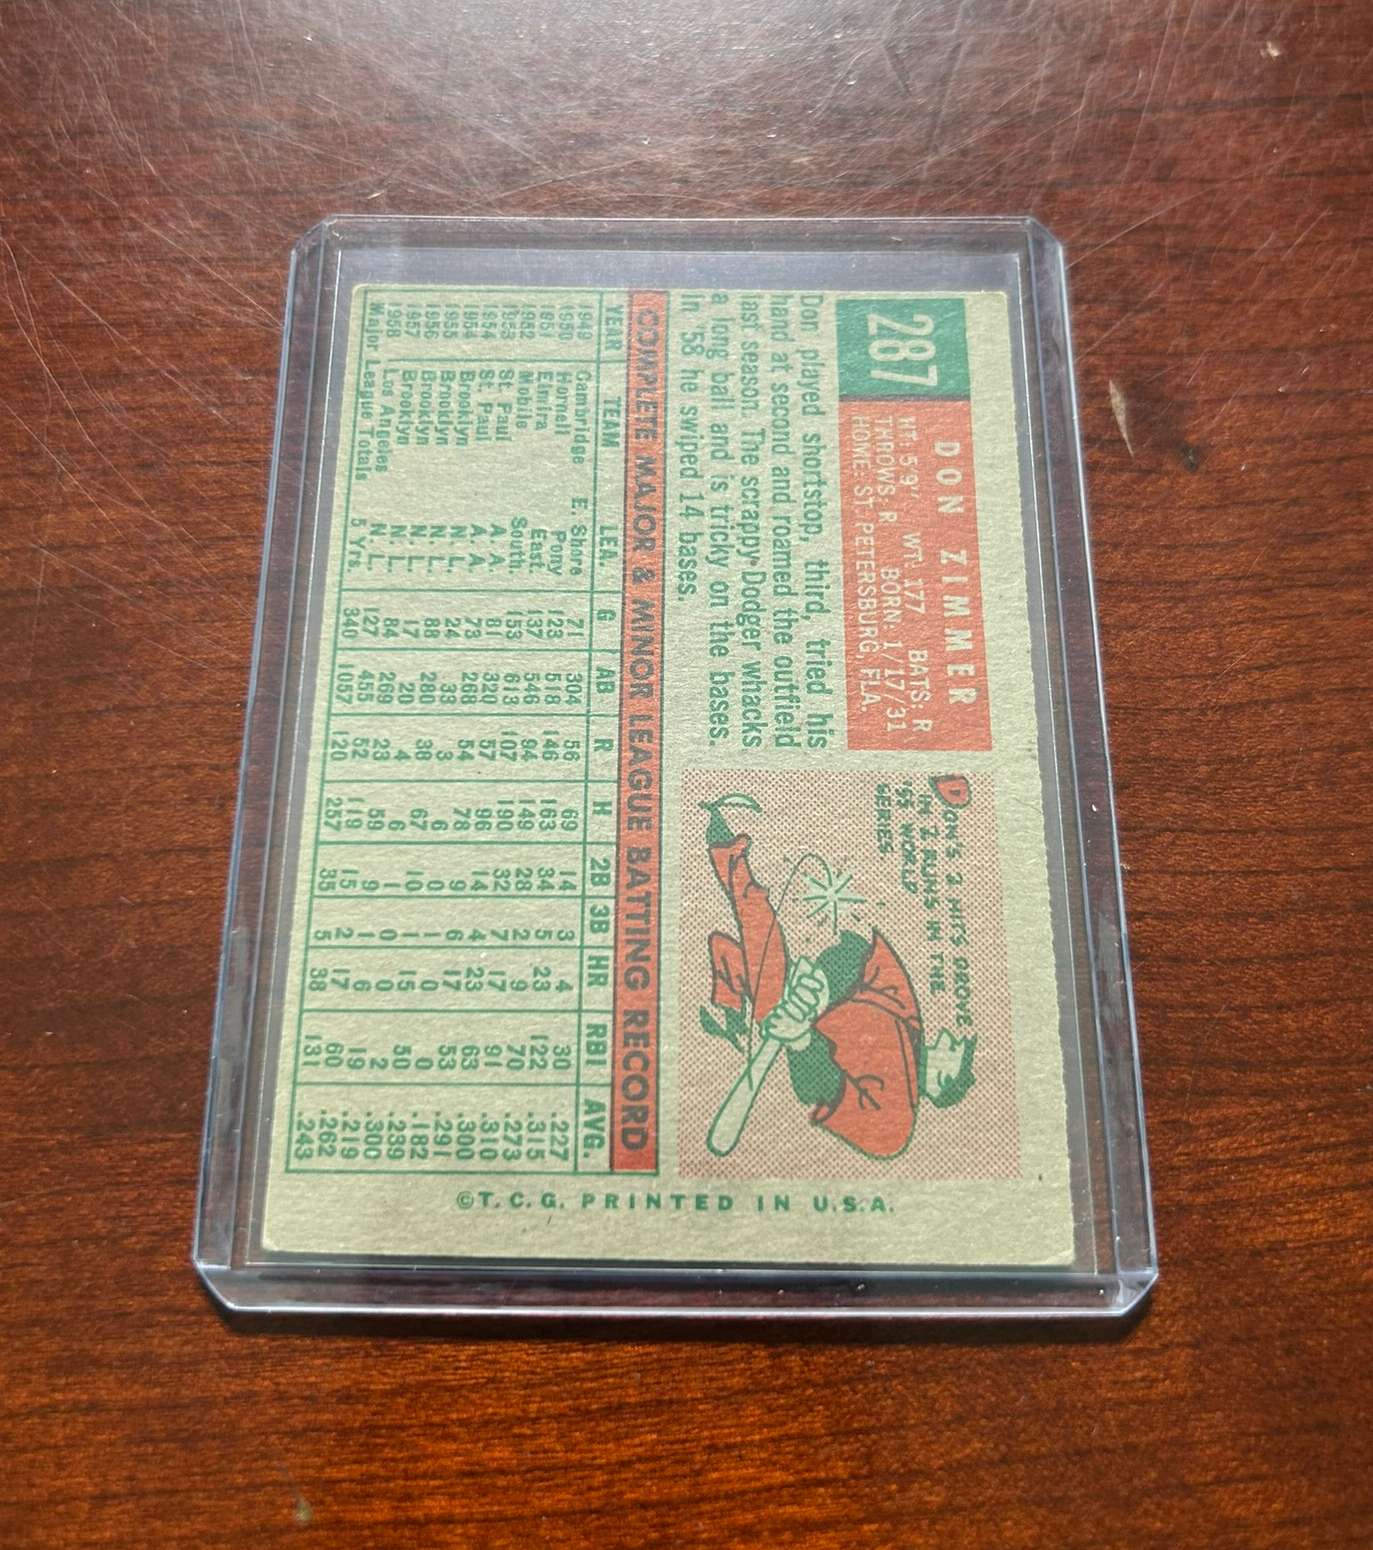 287
DON ZIMMER
HT: 5'9" WT: 177 BATS: R
THROWS: R BORN: 1/17/31
HOME: ST. PETERSBURG, FLA.
Don played shortstop, third, tried his
hand at second and roamed the outfield
last season. The scrappy Dodger whacks
a long ball and is tricky on the bases.
In '58 he swiped 14 bases.
DON'S 2 HITS DROVE
IN 2 RUNS IN THE
'55 WORLD
SERIES.
COMPLETE MAJOR & MINOR LEAGUE BATTING RECORD
YEAR TEAM LEA. G AB R H 2B 3B HR RBI AVG.
1949 Cambridge E. Shore 71 304 56 69 14 3 4 30 .227
1950 Hornell Pony 123 518 146 163 34 5 23 122 .315
1951 Elmira East. 137 546 94 149 28 2 9 70 .273
1952 Mobile South. 153 613 107 190 32 7 17 91 .310
1953 St. Paul A. A. 81 320 57 96 14 4 23 63 .300
1954 St. Paul A. A. 73 268 54 78 9 6 17 53 .291
1954 Brooklyn N. L. 24 33 3 6 0 1 0 0 .182
1955 Brooklyn N. L. 88 280 38 67 10 1 15 50 .239
1956 Brooklyn N. L. 17 20 4 6 1 0 0 2 .300
1957 Brooklyn N. L. 84 269 23 59 9 1 6 19 .219
1958 Los Angeles N. L. 127 455 52 119 15 2 17 60 .262
Major League Totals 5 Yrs. 340 1057 120 257 35 5 38 131 .243
©T.C.G. PRINTED IN U.S.A.